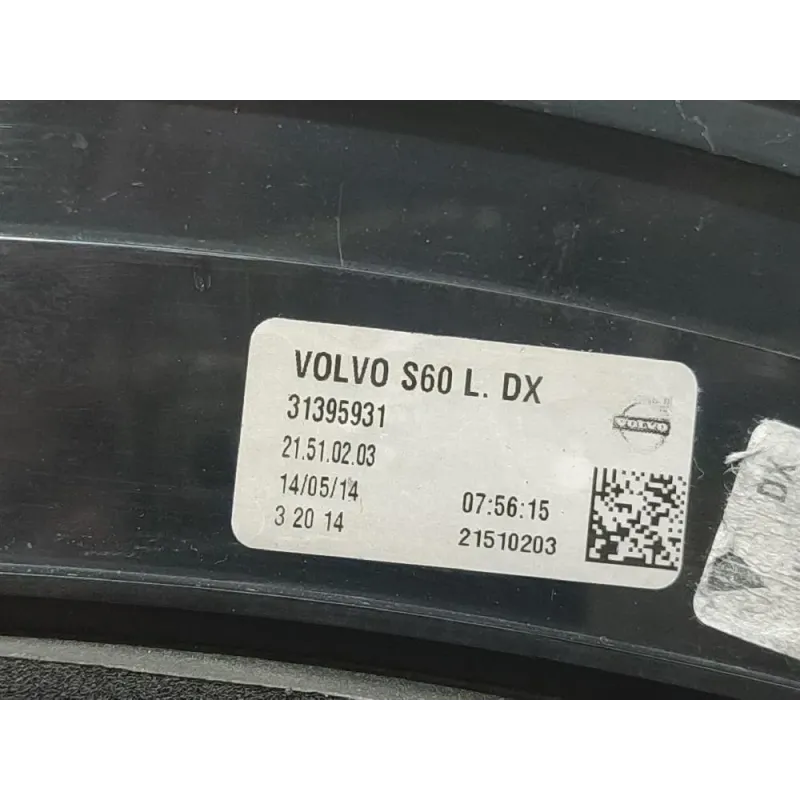 VOLVO S60 L. DX
31395931
VOLVO
21.51.02.03
14/05/14 07:56:15
3 20 14 21510203
DX